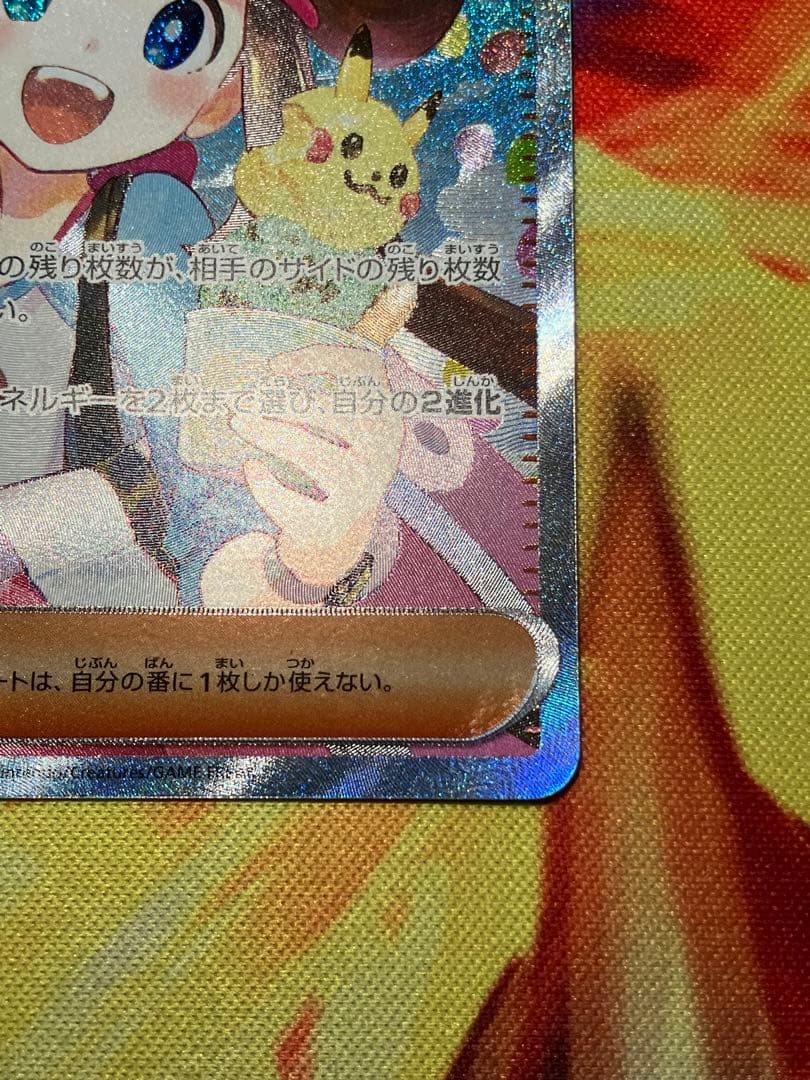 の残り枚数が、相手のサイドの残り枚数
い。
ネルギーを2枚まで選び、自分の2進化
ートは、自分の番に1枚しか使えない。
/Creatures/GAME FREAK